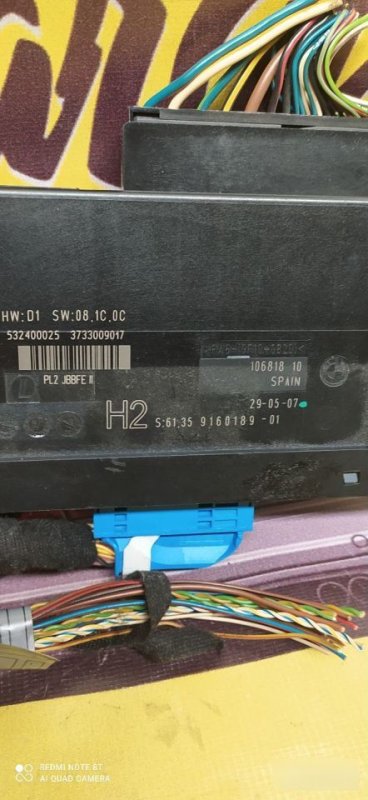 HW:D1 SW:08,1C,0C
532400025 3733009017
PL2 JBBFE II
106818 10
SPAIN
29-05-07
H2 S:61.35 9160189 -01
REDMI NOTE 8T
AI QUAD CAMERA